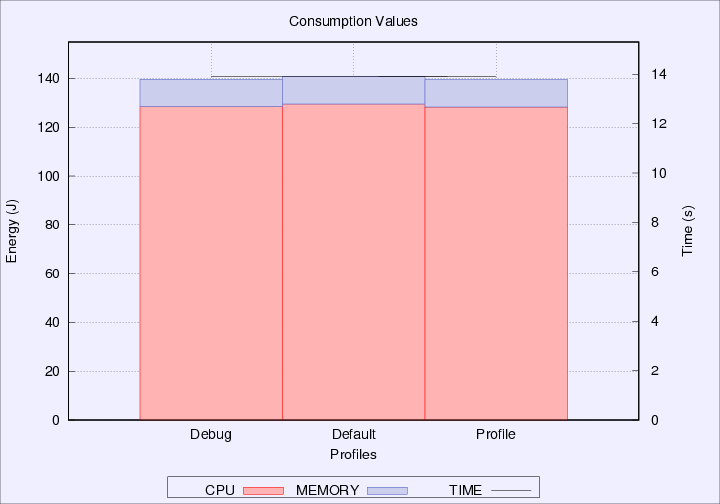 Consumption Values
140
120
100
80
60
40
20
0
Energy (J)
14
12
10
8
6
4
2
0
Time (s)
Debug Default Profile
Profiles
CPU MEMORY TIME